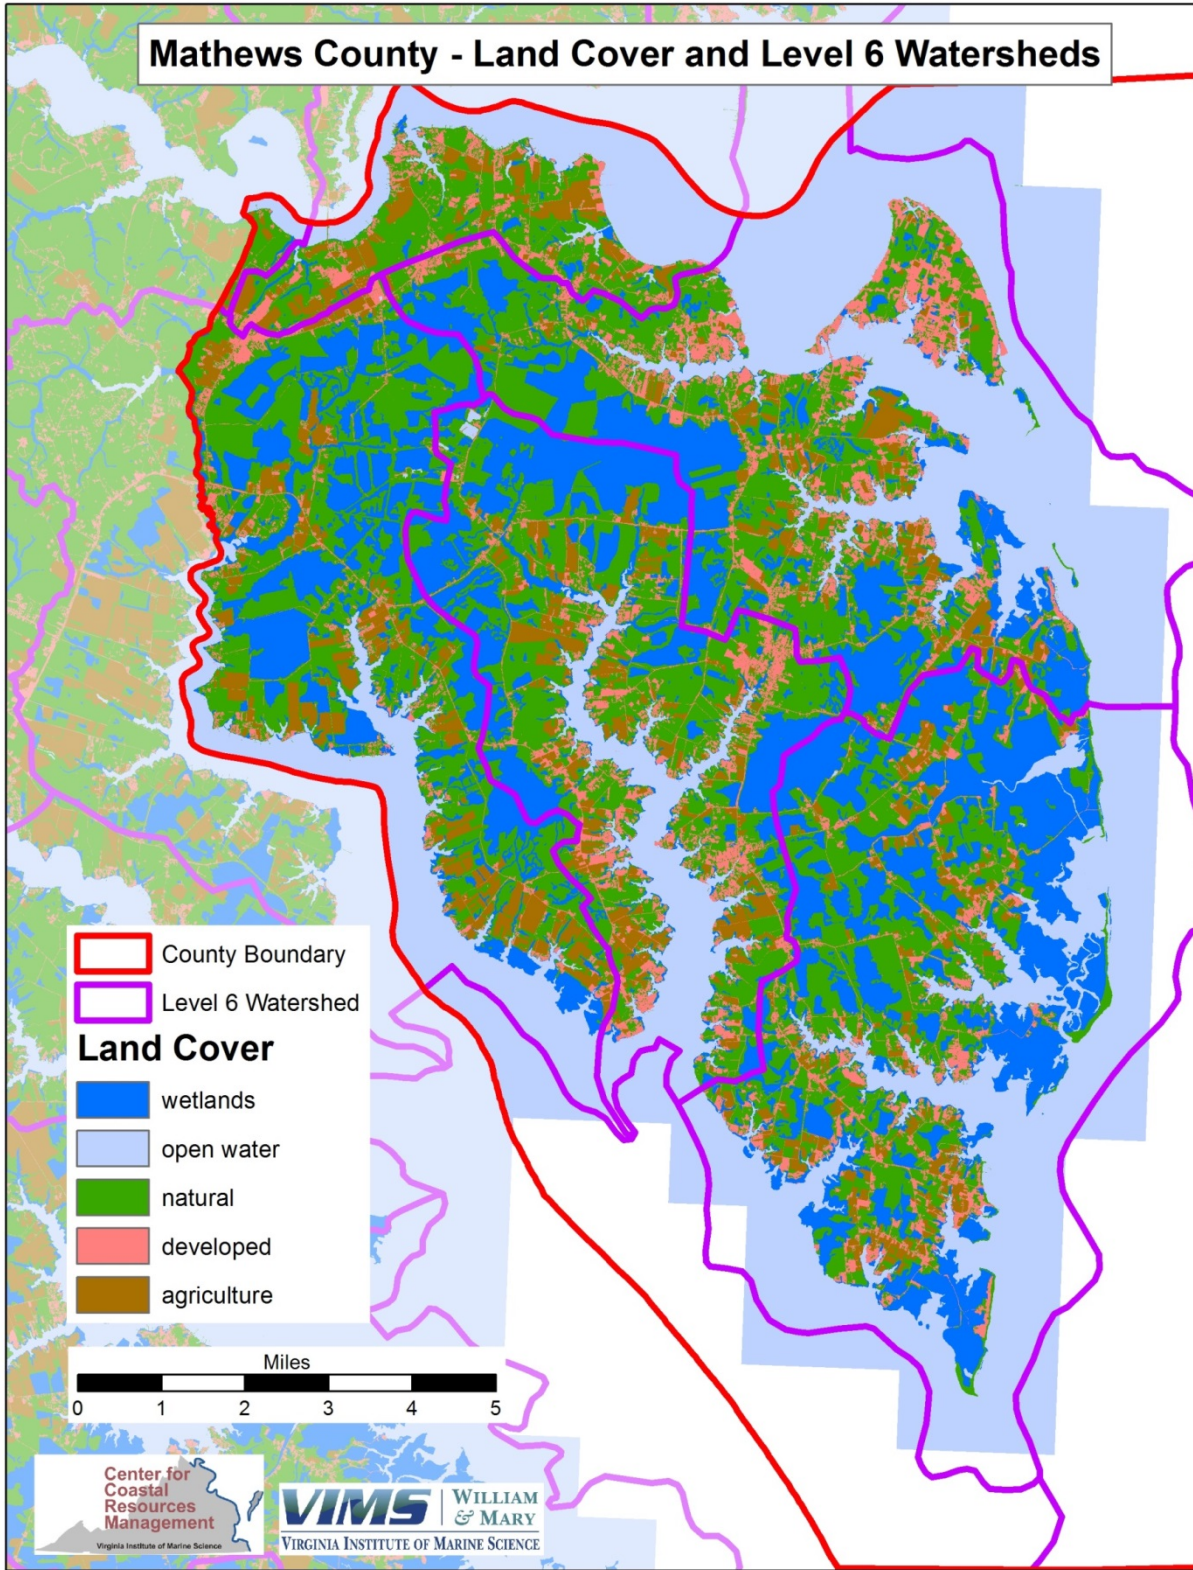 Mathews County - Land Cover and Level 6 Watersheds
County Boundary
Level 6 Watershed
Land Cover
wetlands
open water
natural
developed
agriculture
Miles
0 1 2 3 4 5
Center for
Coastal
Resources
Management
Virginia Institute of Marine Science
VIMS
WILLIAM
& MARY
VIRGINIA INSTITUTE OF MARINE SCIENCE